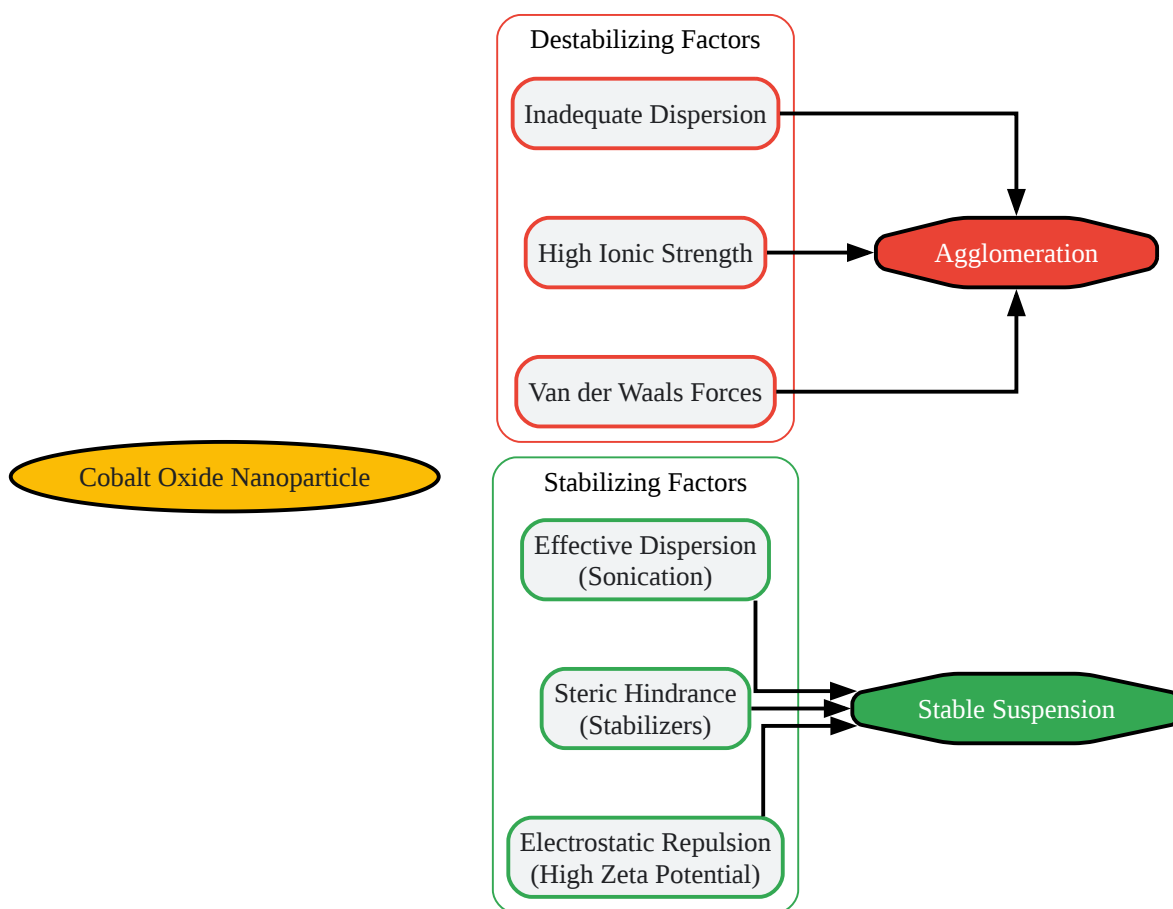 Destabilizing Factors
Inadequate Dispersion
High Ionic Strength
Agglomeration
Van der Waals Forces
Cobalt Oxide Nanoparticle
Stabilizing Factors
Effective Dispersion
(Sonication)
Steric Hindrance
(Stabilizers)
Stable Suspension
Electrostatic Repulsion
(High Zeta Potential)